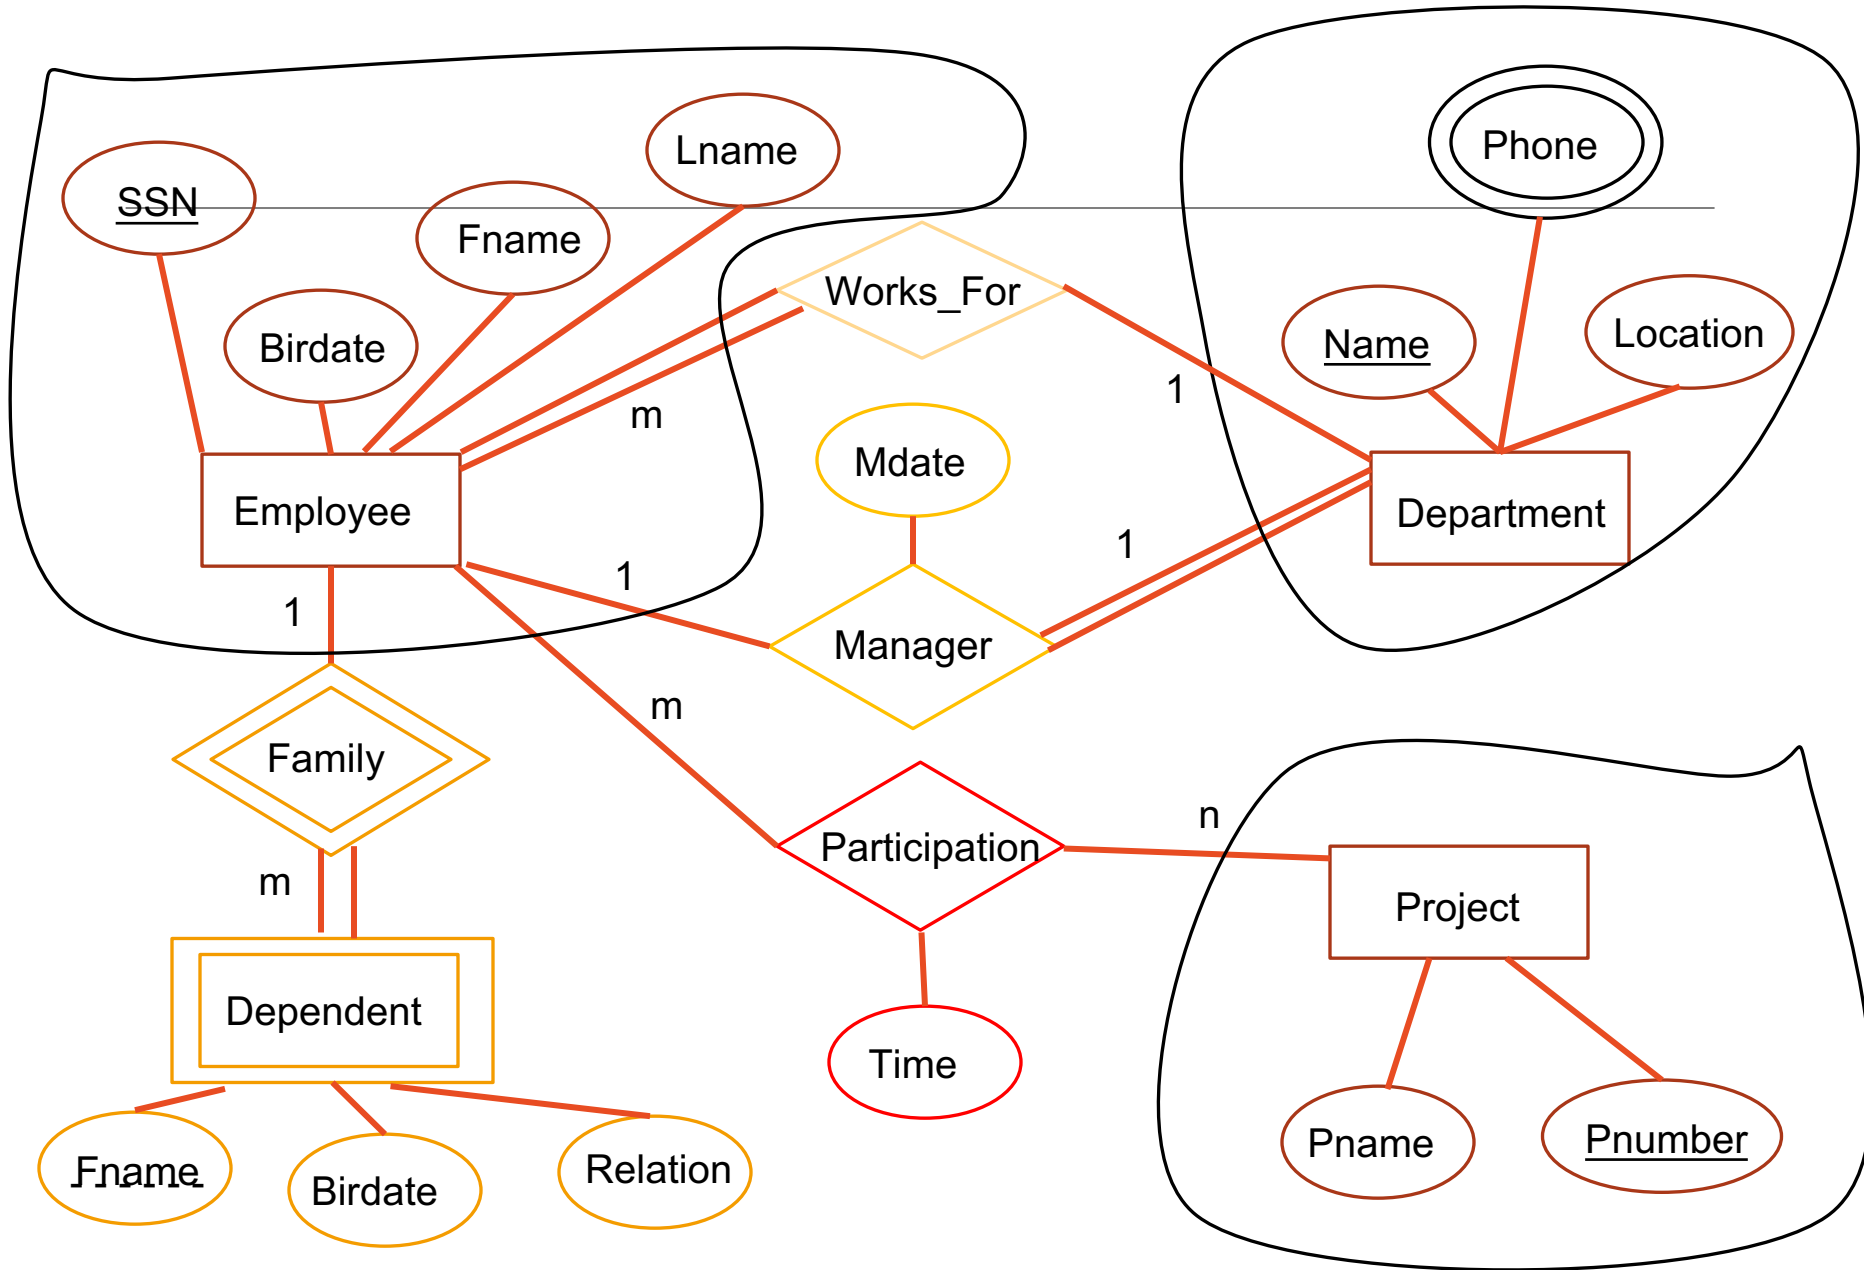 Phone
Lname
SSN
Fname
Works_For
Name
Location
Birdate
1
m
Mdate
Employee
Department
1
1
1
Manager
m
Family
n
Participation
m
Project
Dependent
Time
Fname
Birdate
Relation
Pname
Pnumber